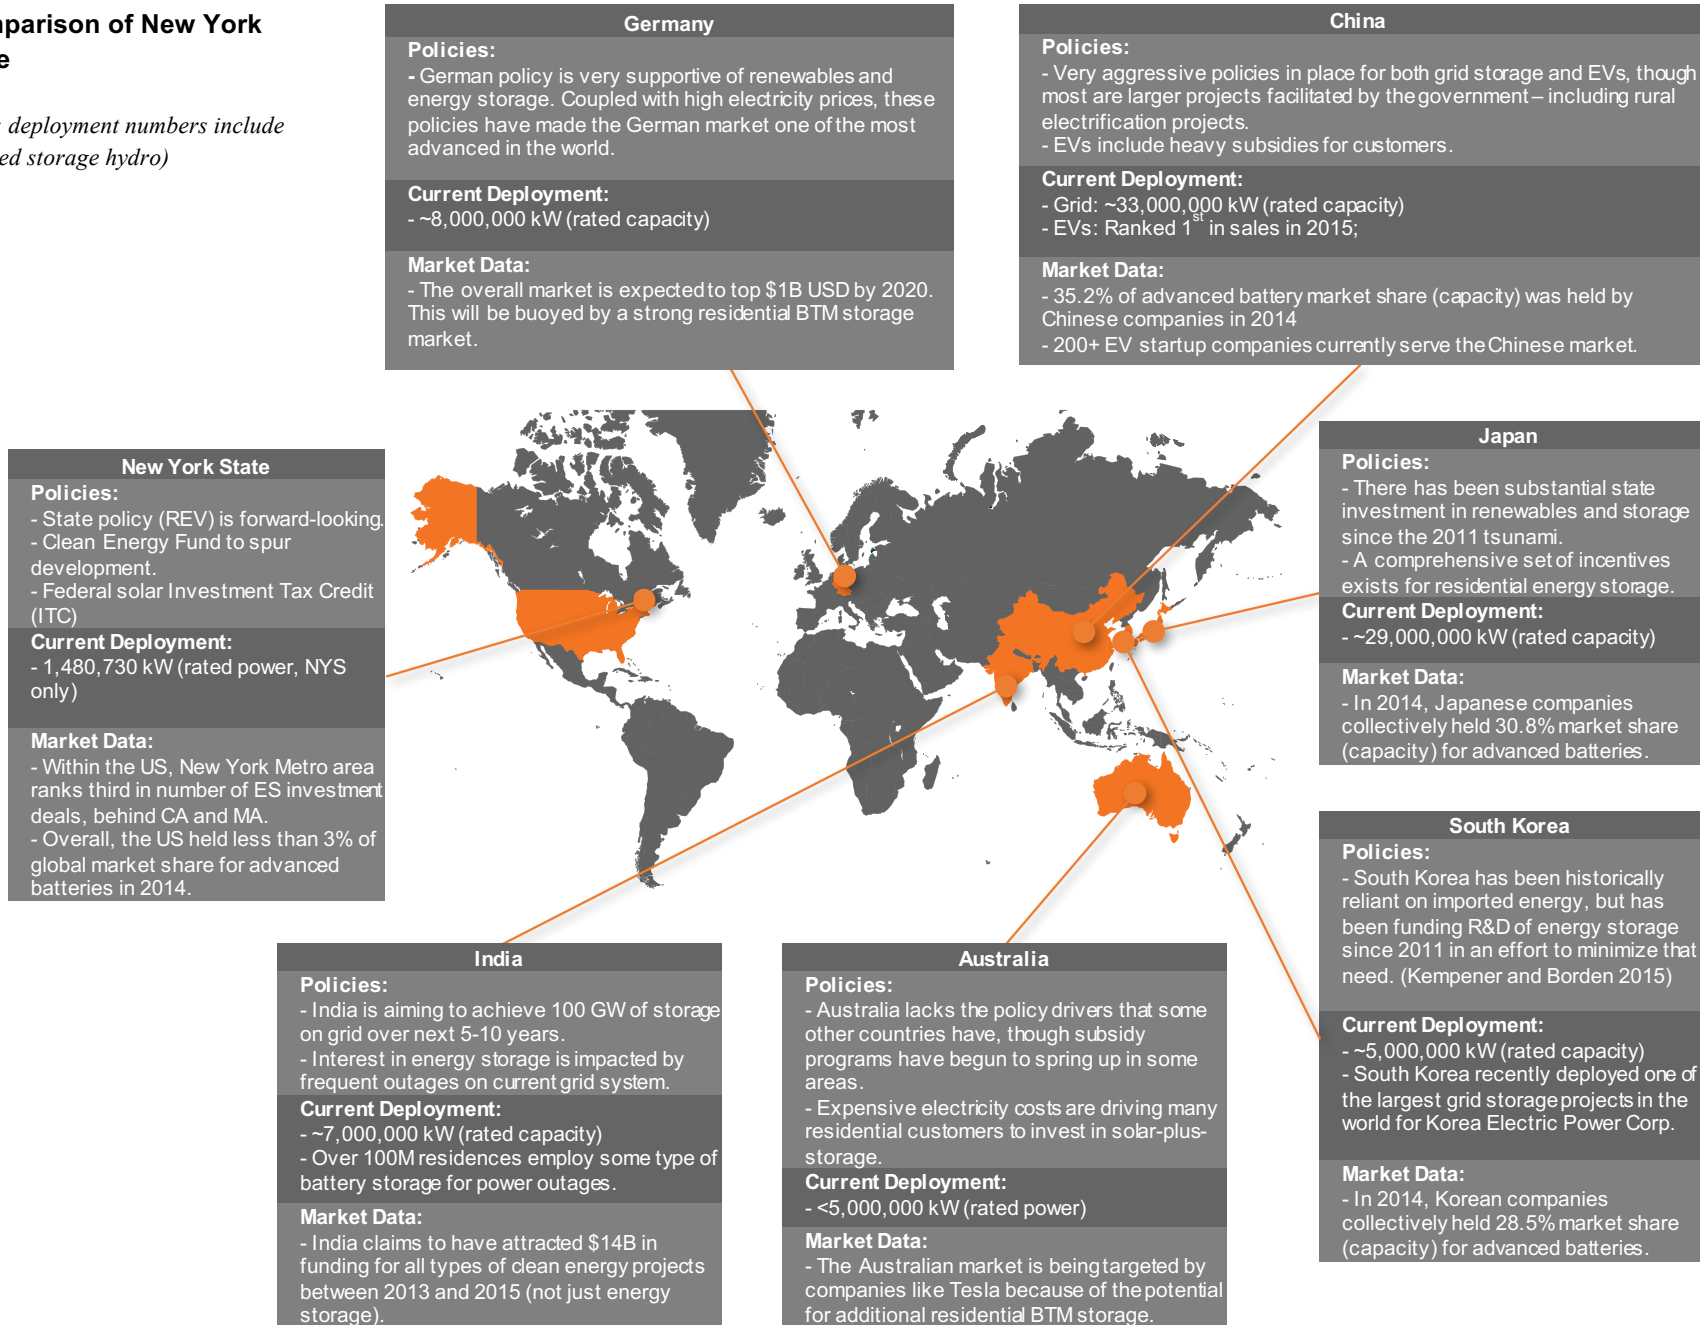 mparison of New York
e
deployment numbers include
ed storage hydro)
Germany
Policies:
- German policy is very supportive of renewables and
energy storage. Coupled with high electricity prices, these
policies have made the German market one of the most
advanced in the world.
Current Deployment:
- ~8,000,000 kW (rated capacity)
Market Data:
- The overall market is expected to top $1B USD by 2020.
This will be buoyed by a strong residential BTM storage
market.
China
Policies:
- Very aggressive policies in place for both grid storage and EVs, though
most are larger projects facilitated by the government – including rural
electrification projects.
- EVs include heavy subsidies for customers.
Current Deployment:
- Grid: ~33,000,000 kW (rated capacity)
- EVs: Ranked 1st in sales in 2015;
Market Data:
- 35.2% of advanced battery market share (capacity) was held by
Chinese companies in 2014
- 200+ EV startup companies currently serve the Chinese market.
New York State
Policies:
- State policy (REV) is forward-looking.
- Clean Energy Fund to spur
development.
- Federal solar Investment Tax Credit
(ITC)
Current Deployment:
- 1,480,730 kW (rated power, NYS
only)
Market Data:
- Within the US, New York Metro area
ranks third in number of ES investment
deals, behind CA and MA.
- Overall, the US held less than 3% of
global market share for advanced
batteries in 2014.
Japan
Policies:
- There has been substantial state
investment in renewables and storage
since the 2011 tsunami.
- A comprehensive set of incentives
exists for residential energy storage.
Current Deployment:
- ~29,000,000 kW (rated capacity)
Market Data:
- In 2014, Japanese companies
collectively held 30.8% market share
(capacity) for advanced batteries.
South Korea
Policies:
- South Korea has been historically
reliant on imported energy, but has
been funding R&D of energy storage
since 2011 in an effort to minimize that
need. (Kempener and Borden 2015)
Current Deployment:
- ~5,000,000 kW (rated capacity)
- South Korea recently deployed one of
the largest grid storage projects in the
world for Korea Electric Power Corp.
Market Data:
- In 2014, Korean companies
collectively held 28.5% market share
(capacity) for advanced batteries.
India
Policies:
- India is aiming to achieve 100 GW of storage
on grid over next 5-10 years.
- Interest in energy storage is impacted by
frequent outages on current grid system.
Current Deployment:
- ~7,000,000 kW (rated capacity)
- Over 100M residences employ some type of
battery storage for power outages.
Market Data:
- India claims to have attracted $14B in
funding for all types of clean energy projects
between 2013 and 2015 (not just energy
storage).
Australia
Policies:
- Australia lacks the policy drivers that some
other countries have, though subsidy
programs have begun to spring up in some
areas.
- Expensive electricity costs are driving many
residential customers to invest in solar-plus-
storage.
Current Deployment:
- <5,000,000 kW (rated power)
Market Data:
- The Australian market is being targeted by
companies like Tesla because of the potential
for additional residential BTM storage.